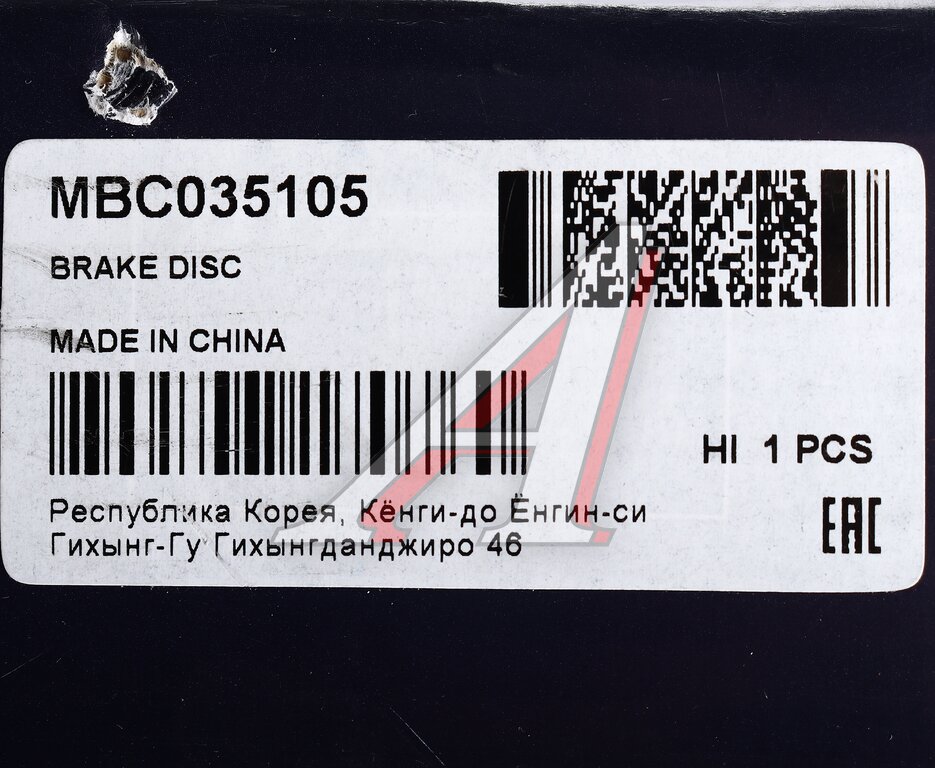 MBC035105
BRAKE DISC
MADE IN CHINA
HI 1 PCS
Республика Корея, Кёнги-до Ёнгин-си
Гихынг-Гу Гихынгданджиро 46
EAC